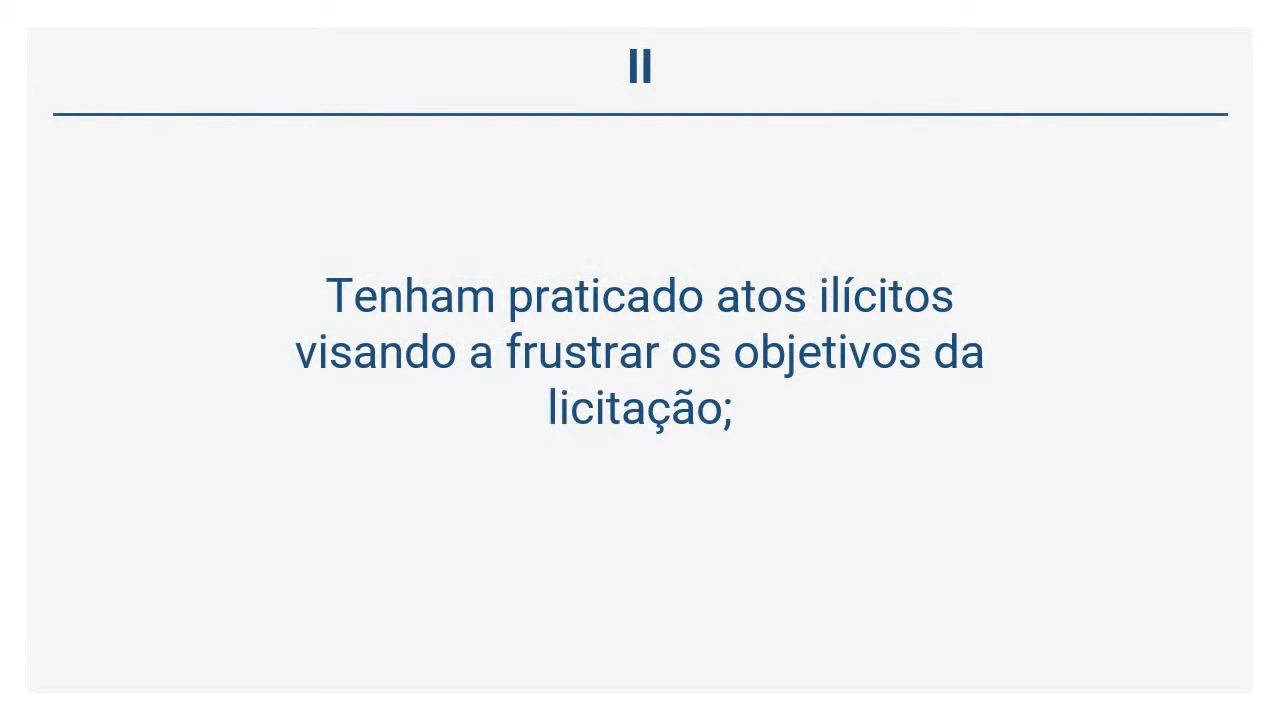 II
Tenham praticado atos ilícitos
visando a frustrar os objetivos da
licitação;